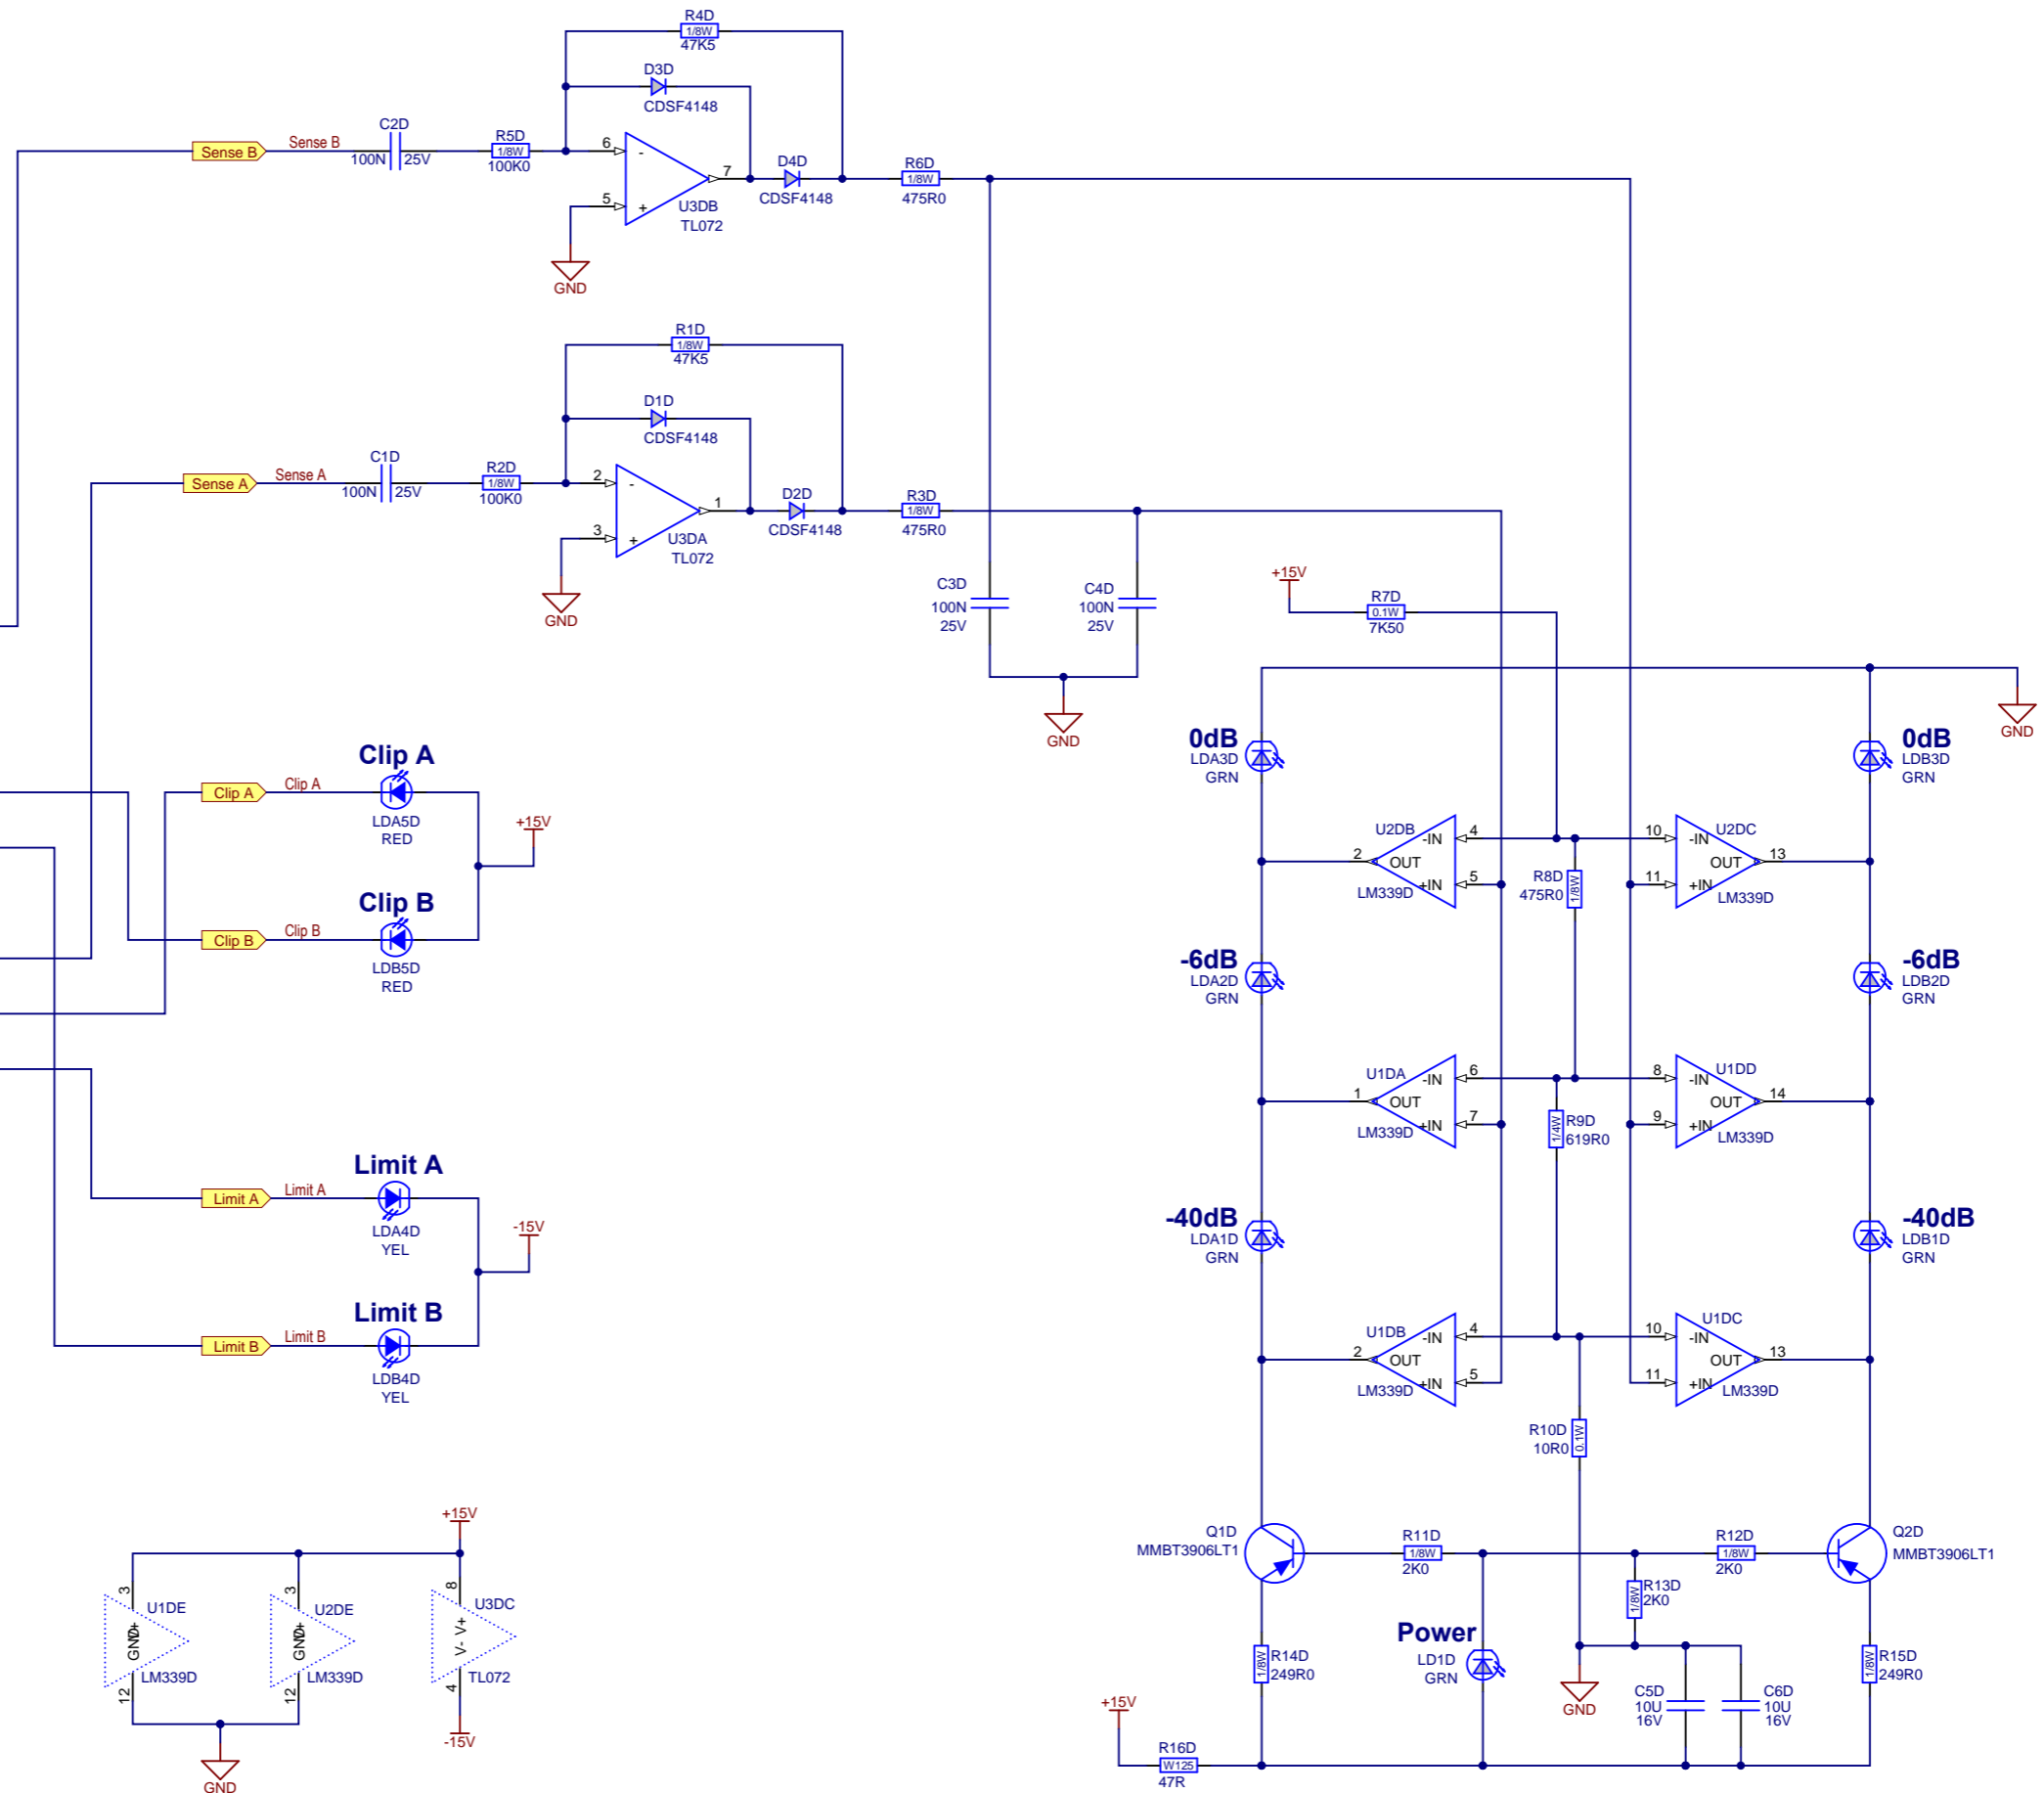 R4D
1/8W
47K5
D3D
CDSF4148
Sense B
Sense B
C2D
100N
25V
R5D
1/8W
100K0
6
-
5
+
7
U3DB
TL072
D4D
CDSF4148
R6D
1/8W
475R0
GND
R1D
1/8W
47K5
D1D
CDSF4148
Sense A
Sense A
C1D
100N
25V
R2D
1/8W
100K0
2
-
3
+
1
U3DA
TL072
D2D
CDSF4148
R3D
1/8W
475R0
GND
C3D
100N
25V
C4D
100N
25V
GND
+15V
R7D
0.1W
7K50
GND
Clip A
Clip A
Clip A
LDA5D
RED
+15V
Clip B
Clip B
Clip B
LDB5D
RED
Limit A
Limit A
Limit A
LDA4D
YEL
-15V
Limit B
Limit B
Limit B
LDB4D
YEL
0dB
LDA3D
GRN
0dB
LDB3D
GRN
U2DB
4
-IN
2
OUT
5
+IN
LM339D
R8D
475R0
1/8W
10
-IN
U2DC
OUT
13
11
+IN
LM339D
-6dB
LDA2D
GRN
-6dB
LDB2D
GRN
U1DA
6
-IN
1
OUT
7
+IN
LM339D
R9D
619R0
1/4W
8
-IN
U1DD
OUT
14
9
+IN
LM339D
-40dB
LDA1D
GRN
-40dB
LDB1D
GRN
U1DB
4
-IN
2
OUT
5
+IN
LM339D
R10D
10R0
0.1W
10
-IN
U1DC
OUT
13
11
+IN
LM339D
Q1D
MMBT3906LT1
R11D
1/8W
2K0
R12D
1/8W
2K0
Q2D
MMBT3906LT1
R13D
2K0
1/8W
Power
LD1D
GRN
R14D
249R0
1/8W
R15D
249R0
1/8W
GND
C5D
10U
16V
C6D
10U
16V
+15V
R16D
W125
47R
+15V
3
U1DE
GND
LM339D
12
3
U2DE
GND
LM339D
12
8
U3DC
V- V+
TL072
4
-15V
GND